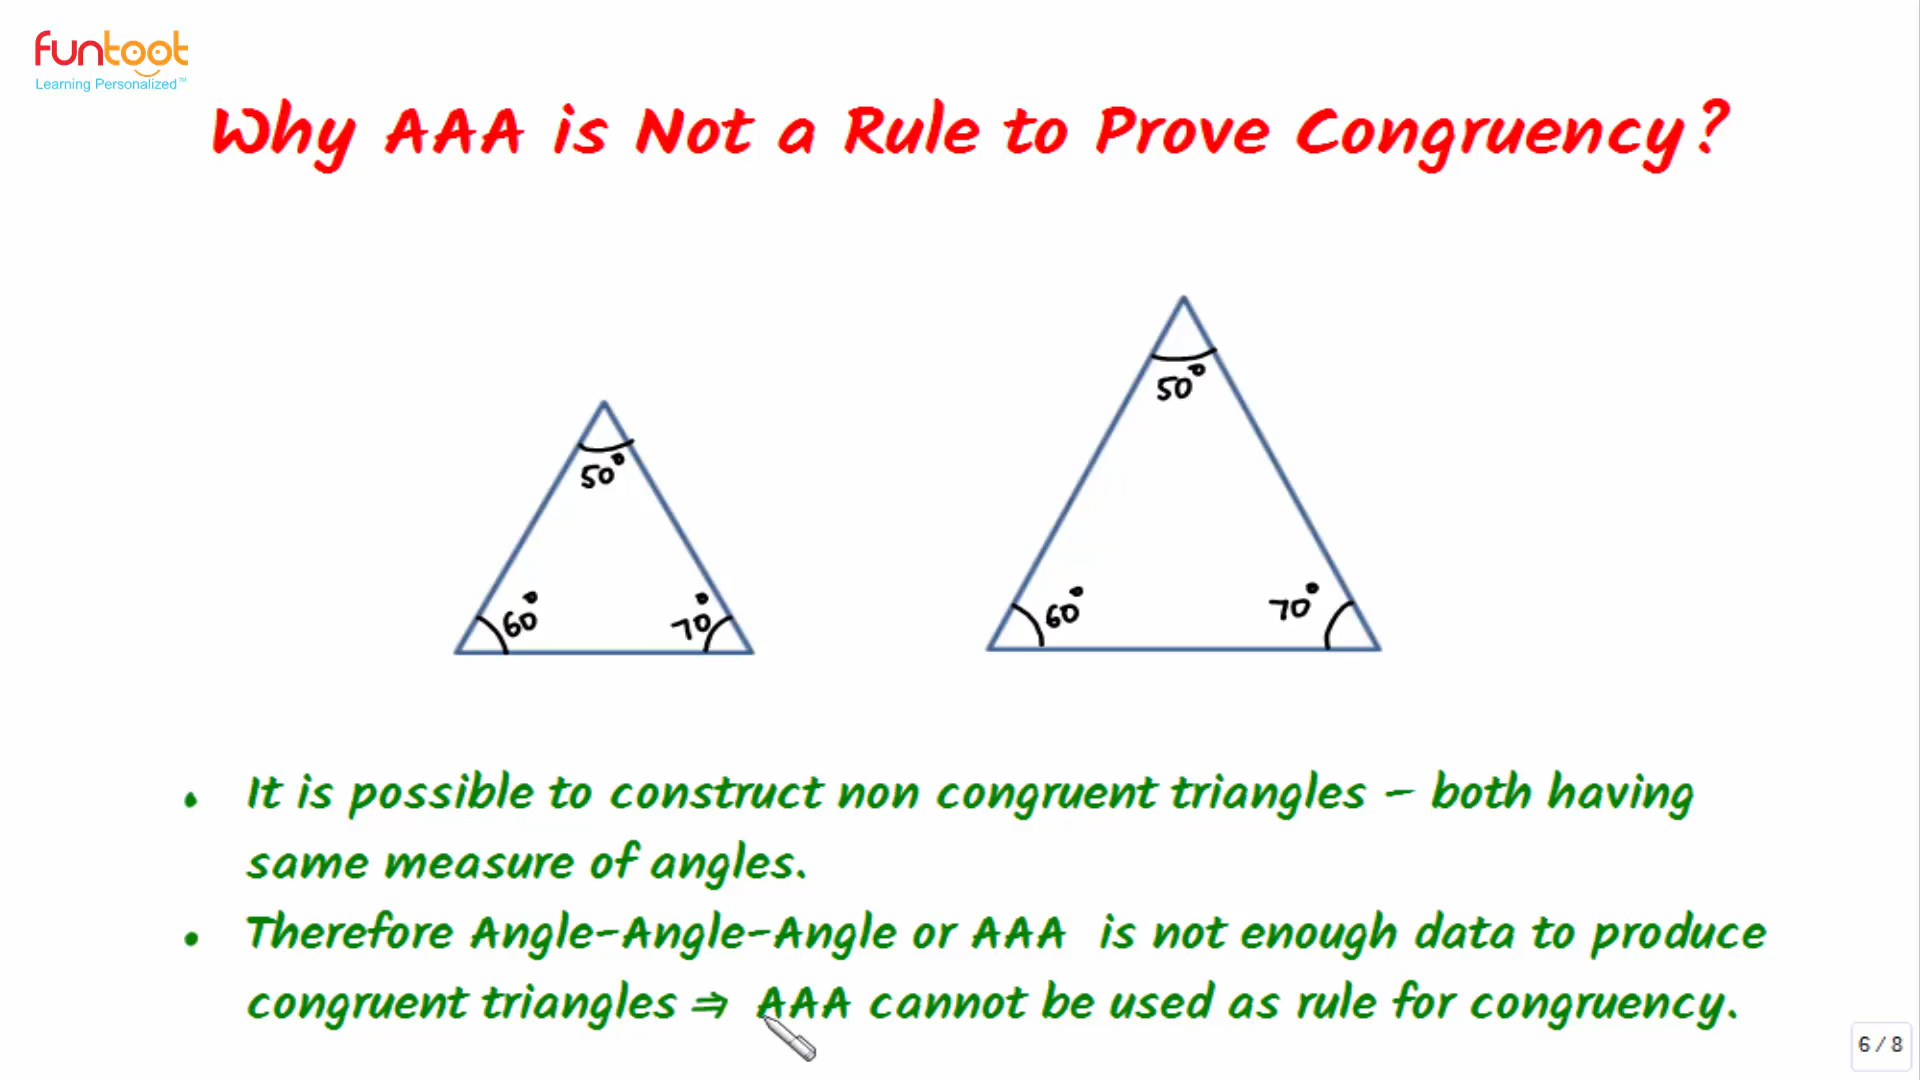 funtoot
Learning Personalized™
Why AAA is Not a Rule to Prove Congruency?
50°
50°
60°
70°
60°
70°
• It is possible to construct non congruent triangles – both having
same measure of angles.
• Therefore Angle-Angle-Angle or AAA is not enough data to produce
congruent triangles ⇒ AAA cannot be used as rule for congruency.
6 / 8